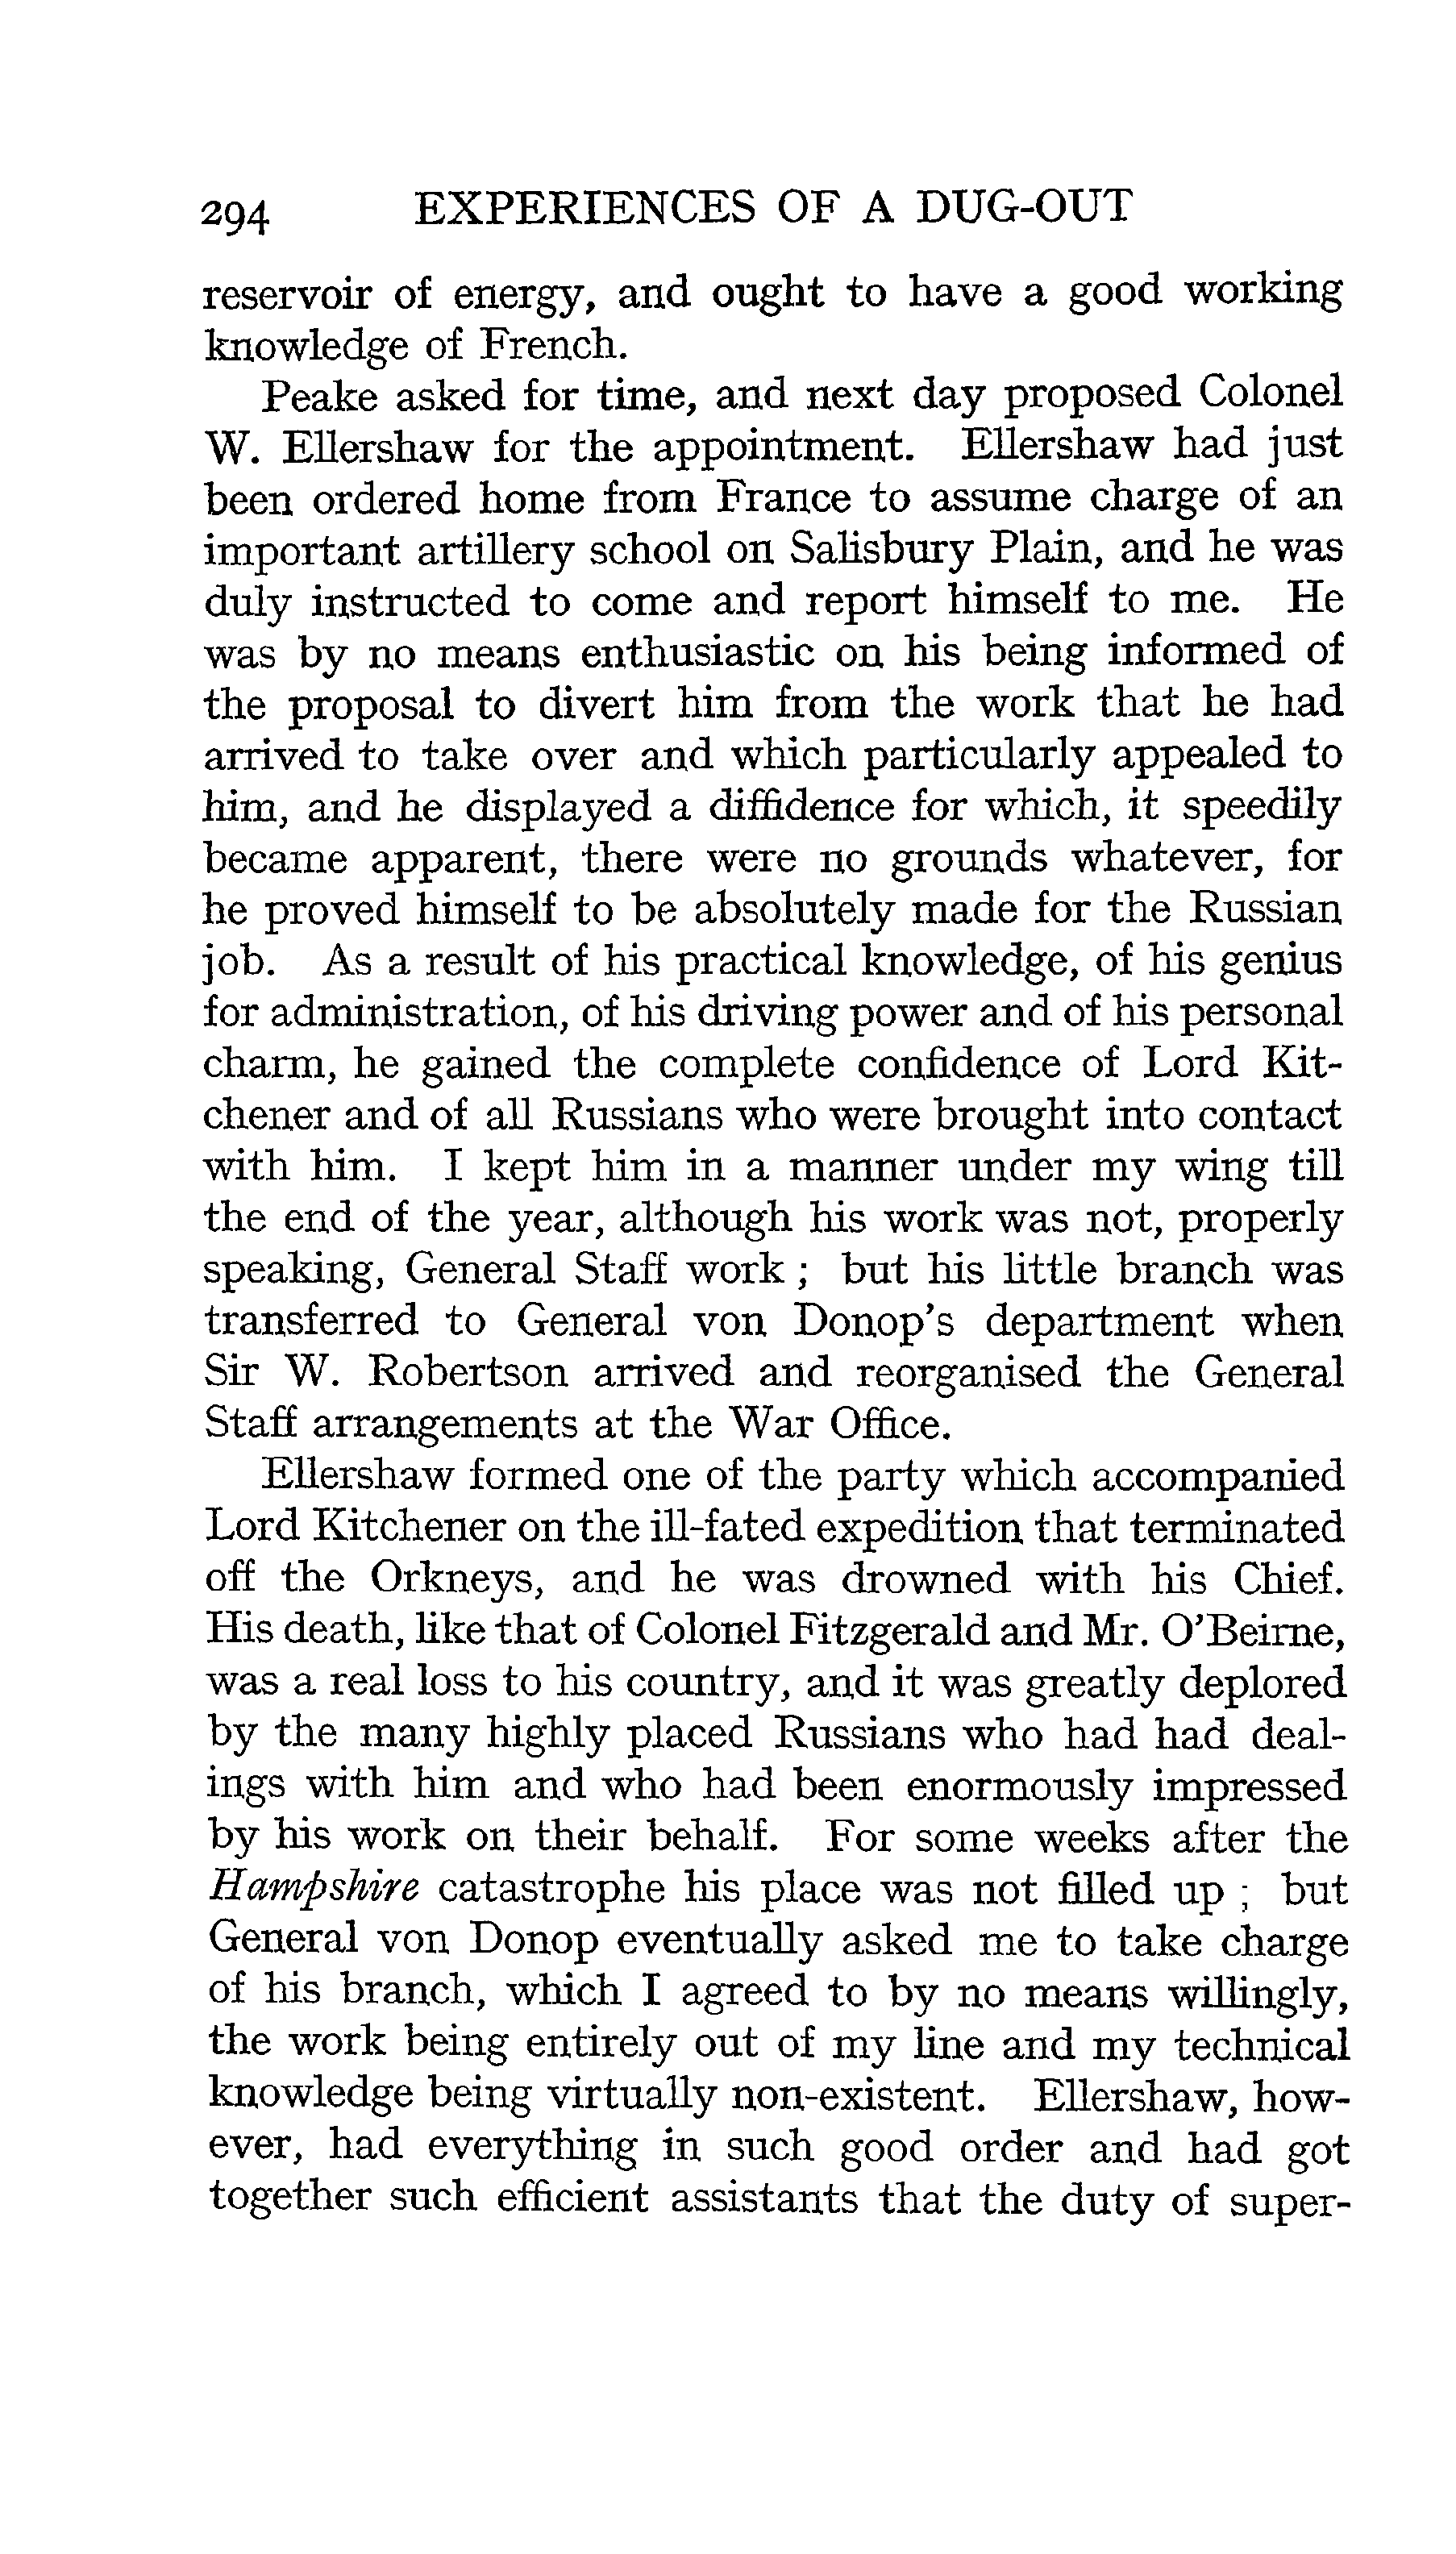 294 EXPERIENCES OF A DUG-OUT
reservoir of energy, and ought to have a good working
knowledge of French.
Peake asked for time, and next day proposed Colonel
W. Ellershaw for the appointment. Ellershaw had just
been ordered home from France to assume charge of an
important artillery school on Salisbury Plain, and he was
duly instructed to come and report himself to me. He
was by no means enthusiastic on his being informed of
the proposal to divert him from the work that he had
arrived to take over and which particularly appealed to
him, and he displayed a diffidence for which, it speedily
became apparent, there were no grounds whatever, for
he proved himself to be absolutely made for the Russian
job. As a result of his practical knowledge, of his genius
for administration, of his driving power and of his personal
charm, he gained the complete confidence of Lord Kit-
chener and of all Russians who were brought into contact
with him. I kept him in a manner under my wing till
the end of the year, although his work was not, properly
speaking, General Staff work ; but his little branch was
transferred to General von Donop's department when
Sir W. Robertson arrived and reorganised the General
Staff arrangements at the War Office.
Ellershaw formed one of the party which accompanied
Lord Kitchener on the ill-fated expedition that terminated
off the Orkneys, and he was drowned with his Chief.
His death, like that of Colonel Fitzgerald and Mr. O'Beirne,
was a real loss to his country, and it was greatly deplored
by the many highly placed Russians who had had deal-
ings with him and who had been enormously impressed
by his work on their behalf. For some weeks after the
Hampshire catastrophe his place was not filled up ; but
General von Donop eventually asked me to take charge
of his branch, which I agreed to by no means willingly,
the work being entirely out of my line and my technical
knowledge being virtually non-existent. Ellershaw, how-
ever, had everything in such good order and had got
together such efficient assistants that the duty of super-